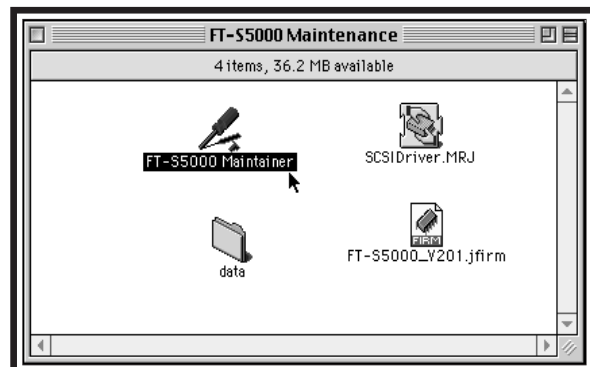 FT-S5000 Maintenance
4 items, 36.2 MB available
FT-S5000 Maintainer
SCSIDriver.MRJ
data
FIRM
FT-S5000_V201.jfirm